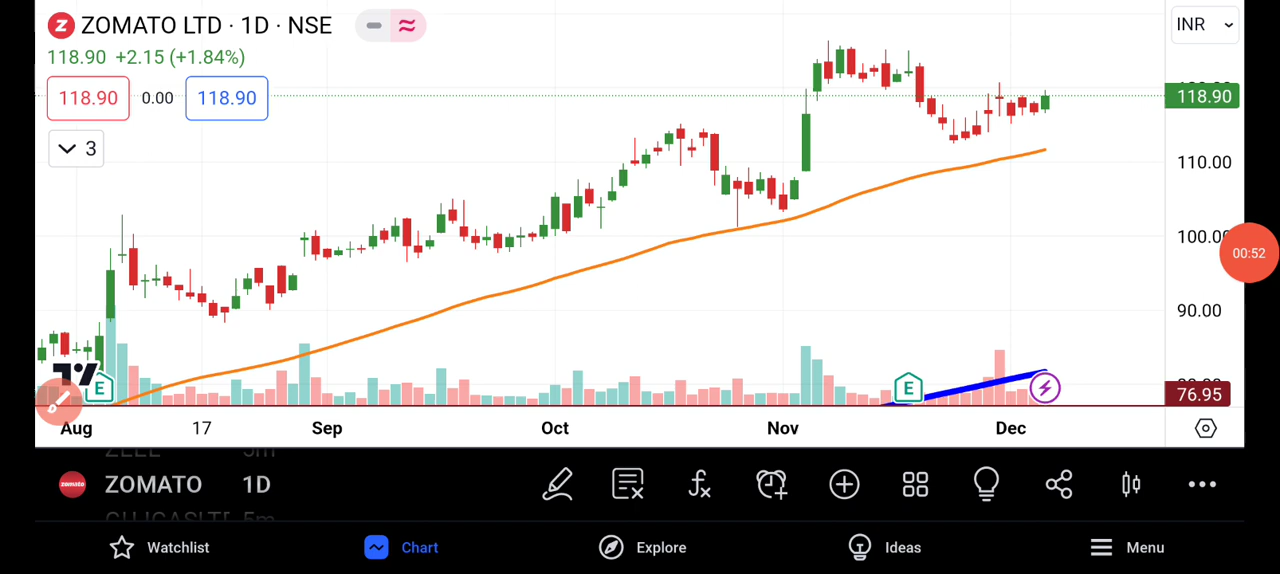 Z ZOMATO LTD · 1D · NSE
INR
118.90 +2.15 (+1.84%)
118.90 0.00 118.90
118.90
3
110.00
100.00
00:52
90.00
E E
76.95
Aug 17 Sep Oct Nov Dec
zomato ZOMATO 1D
Watchlist Chart Explore Ideas Menu